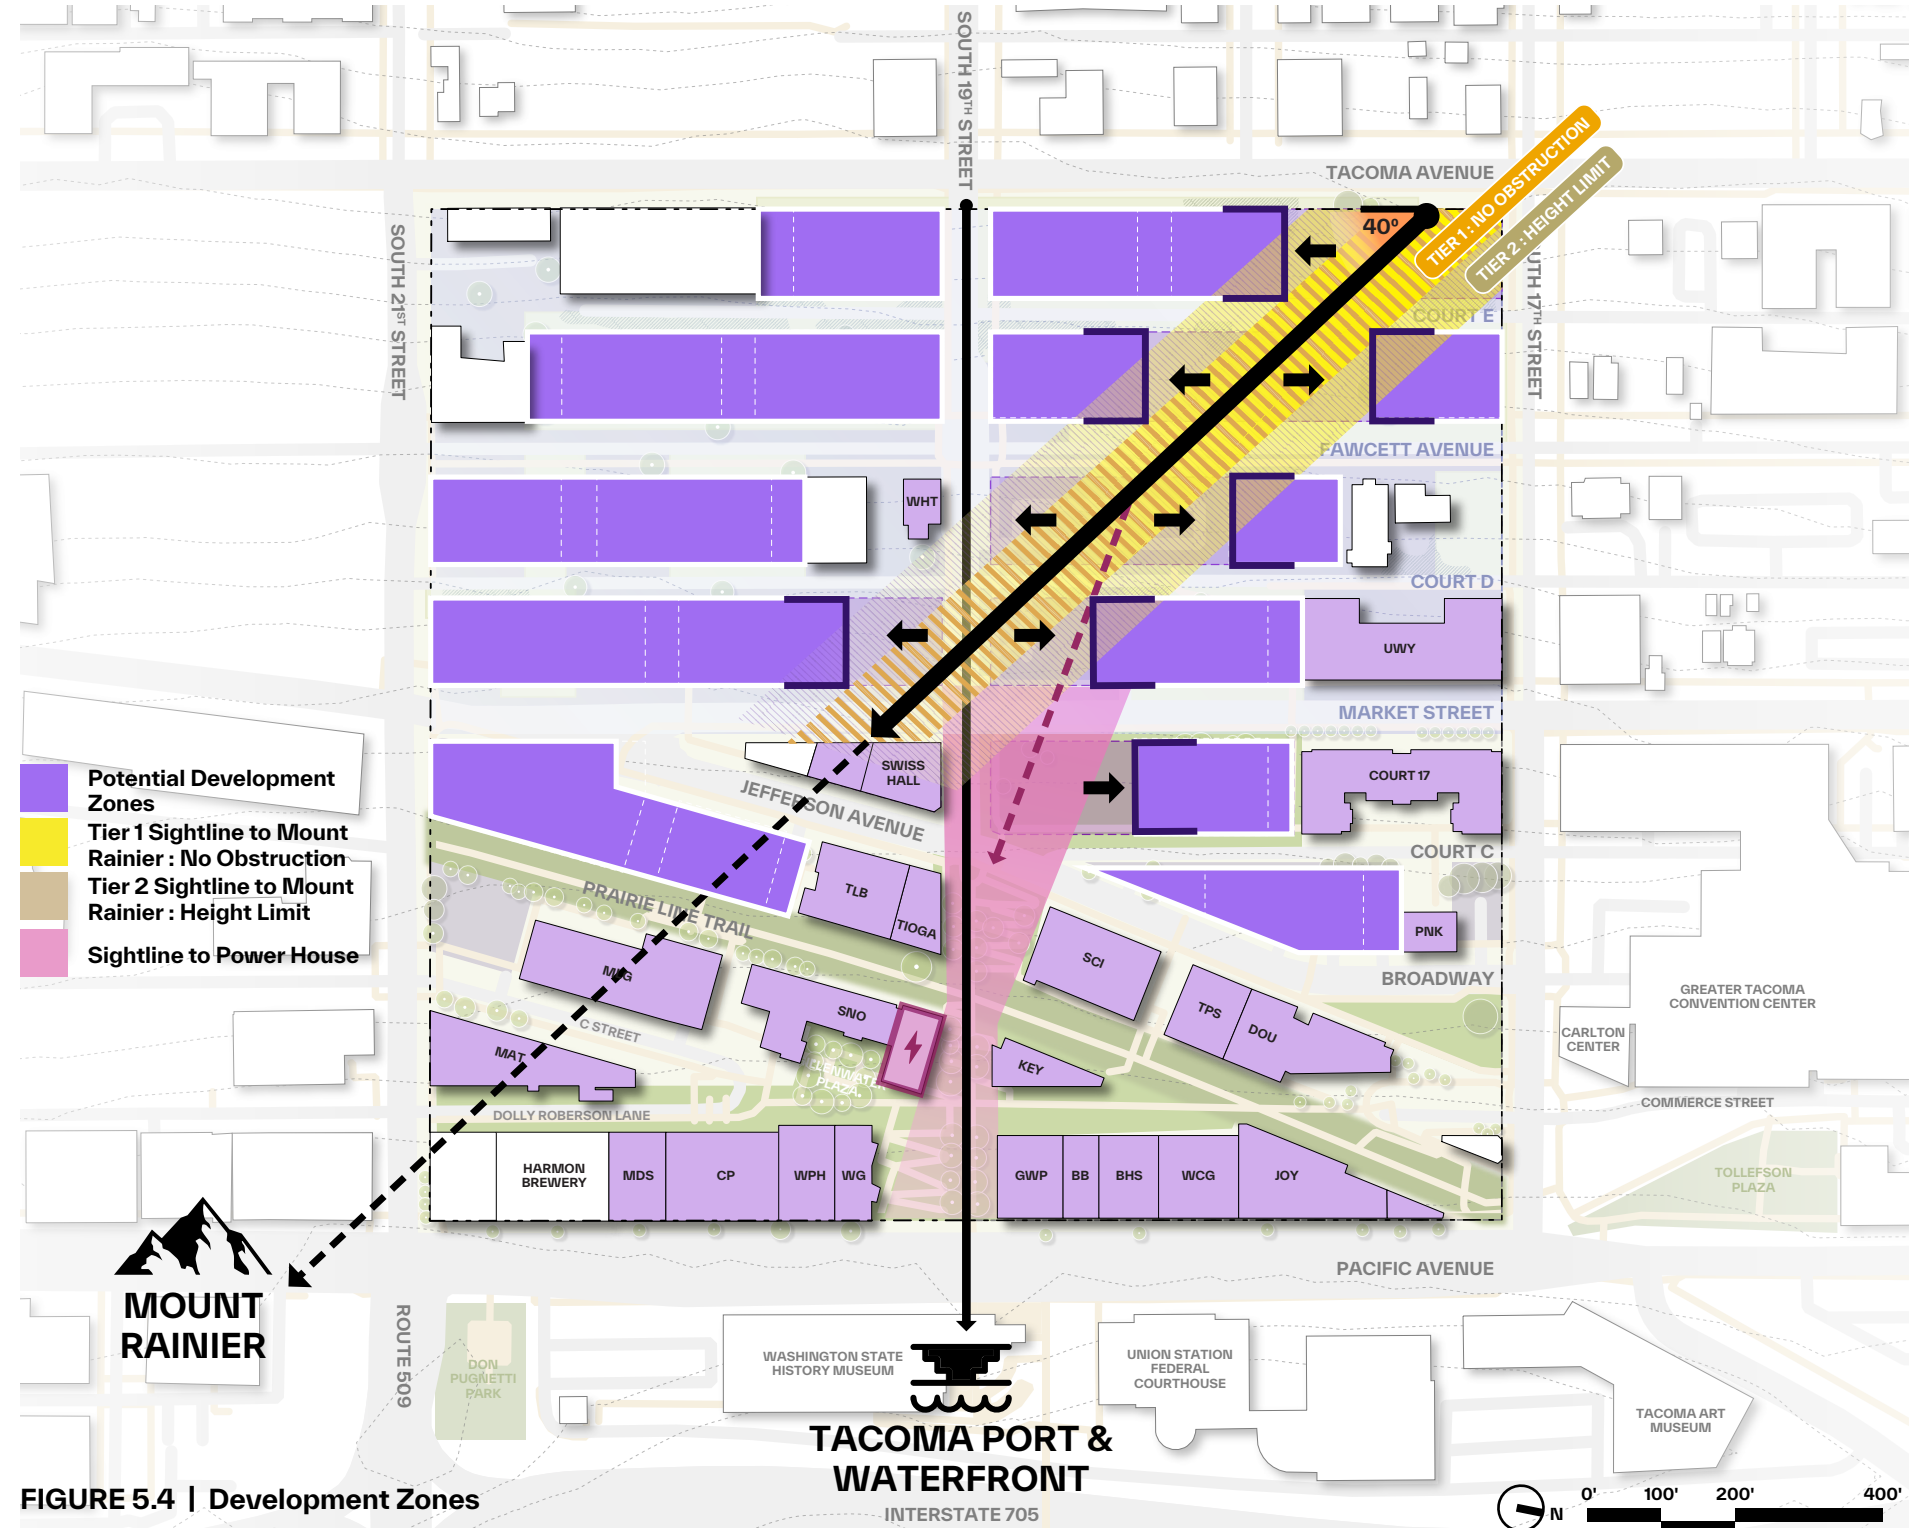 SOUTH 19TH STREET
TACOMA AVENUE
TIER 1: NO OBSTRUCTION
TIER 2 : HEIGHT LIMIT
40º
SOUTH 21ST STREET
UTH 17TH STREET
COURT E
FAWCETT AVENUE
WHT
COURT D
UWY
MARKET STREET
SWISS
HALL
JEFFERSON AVENUE
COURT 17
COURT C
Potential Development
Zones
Tier 1 Sightline to Mount
Rainier : No Obstruction
Tier 2 Sightline to Mount
Rainier : Height Limit
Sightline to Power House
PRAIRIE LINE TRAIL
TLB
TIOGA
PNK
BROADWAY
SCI
SNO
TPS
DOU
C STREET
MAT
KEY
PLAZA
DOLLY ROBERSON LANE
GREATER TACOMA
CONVENTION CENTER
CARLTON
CENTER
COMMERCE STREET
TOLLEFSON
PLAZA
HARMON
BREWERY
MDS
CP
WPH
WG
GWP
BB
BHS
WCG
JOY
PACIFIC AVENUE
MOUNT
RAINIER
ROUTE 509
DON
PUGNETTI
PARK
WASHINGTON STATE
HISTORY MUSEUM
UNION STATION
FEDERAL
COURTHOUSE
TACOMA ART
MUSEUM
TACOMA PORT &
WATERFRONT
INTERSTATE 705
FIGURE 5.4 | Development Zones
N
0'
100'
200'
400'